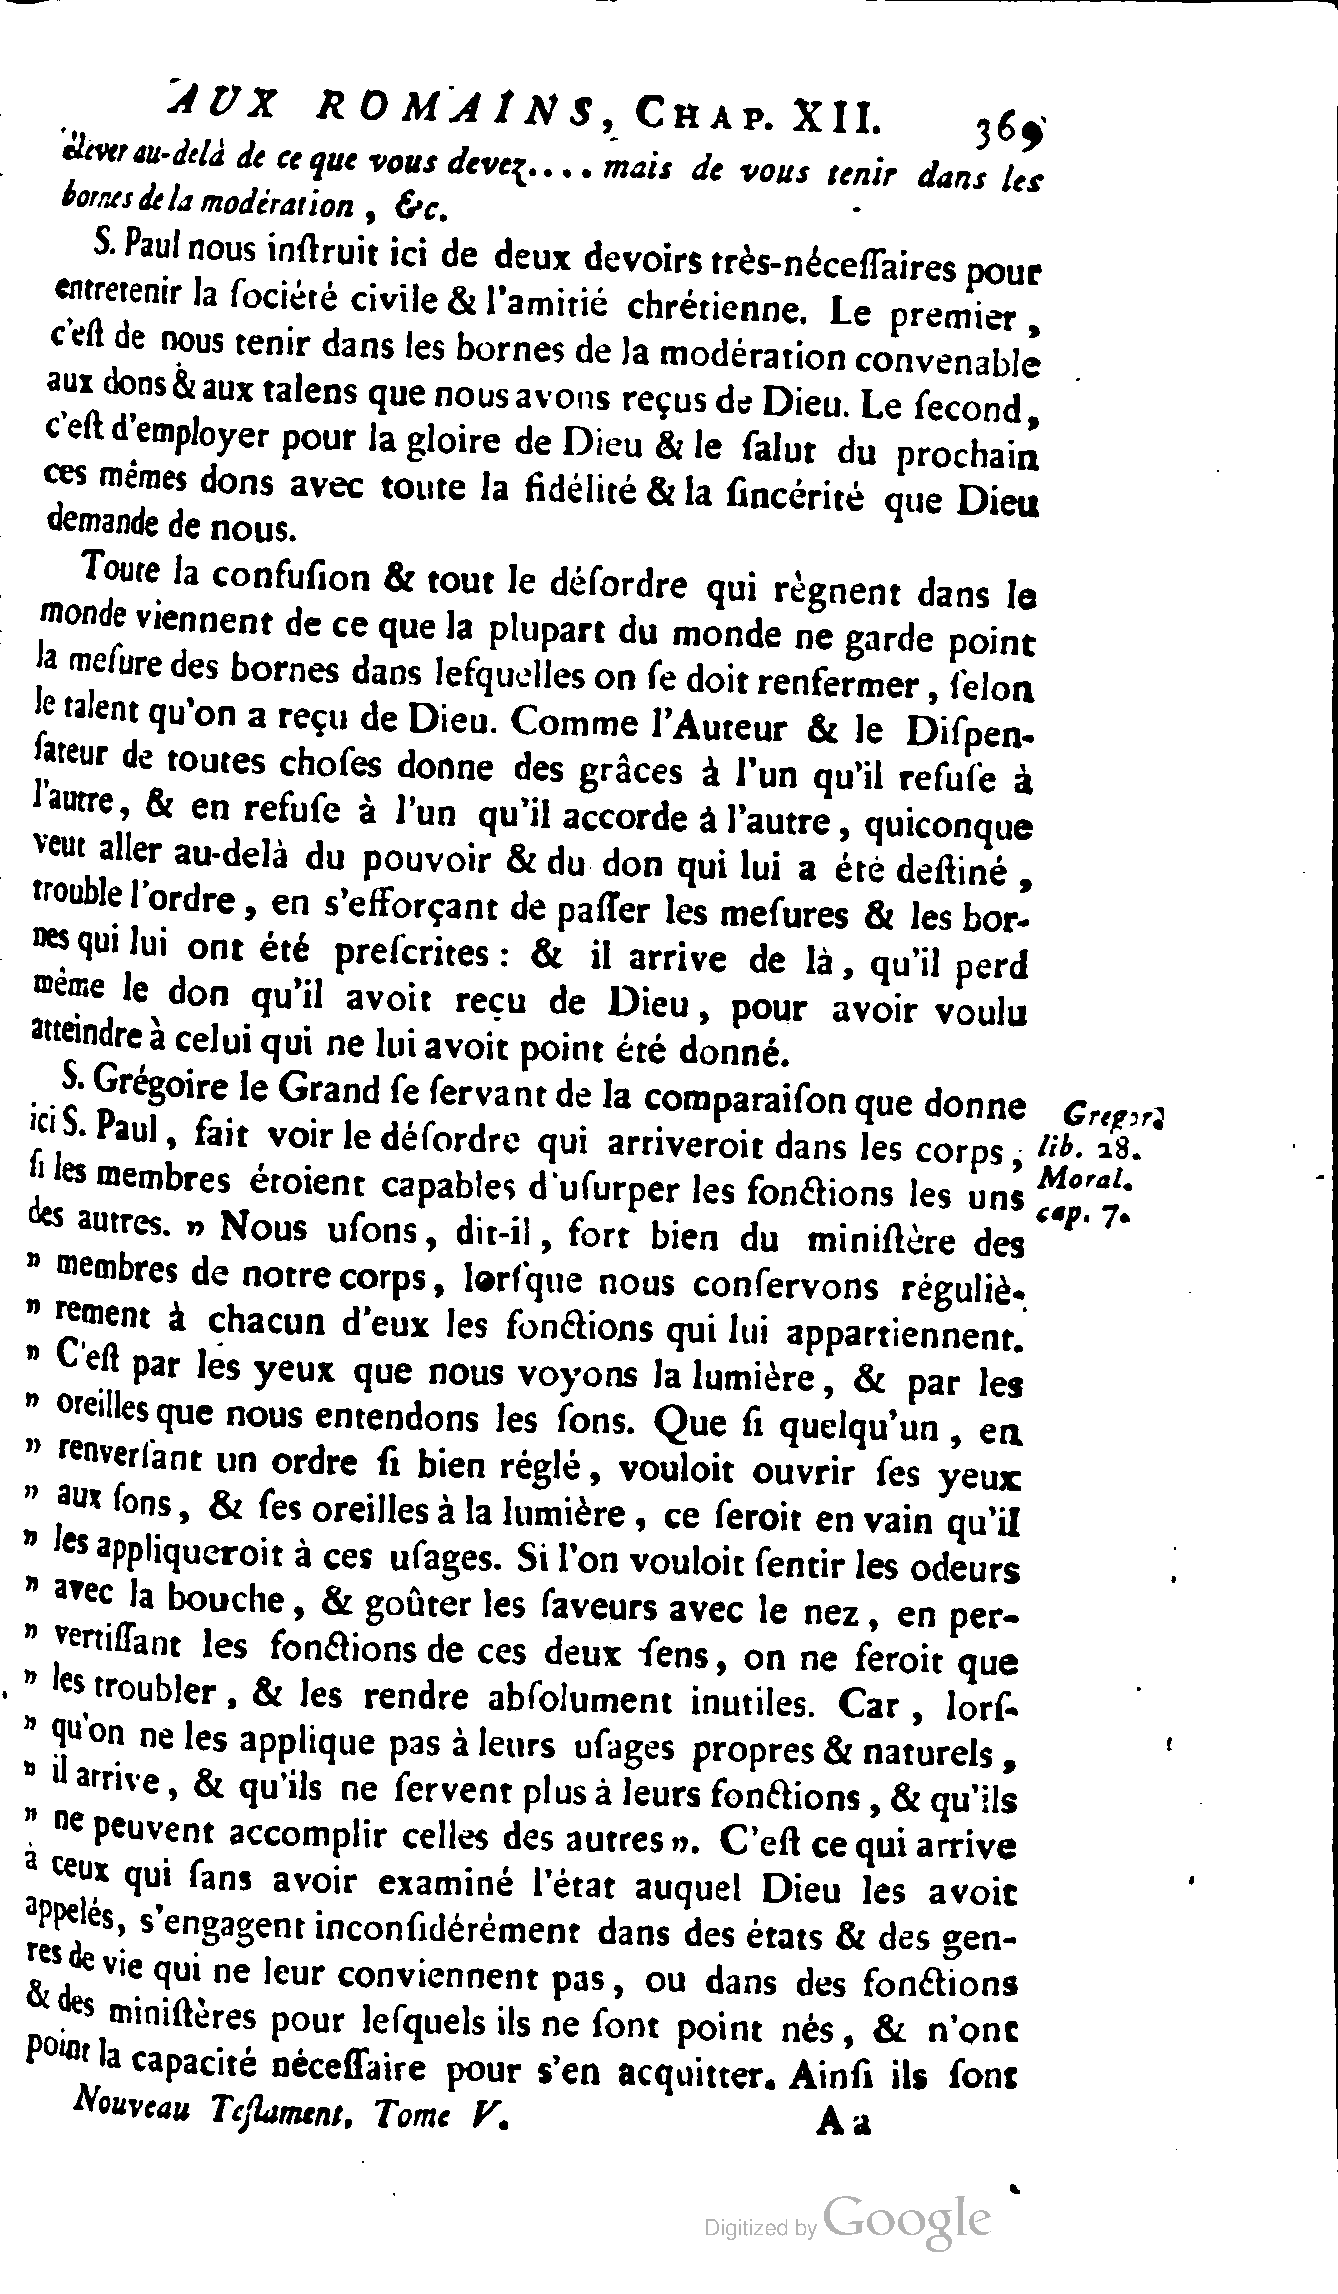 AUX ROMAINS, CHAP. XII. 369
élever au-delà de ce que vous devez.... mais de vous tenir dans les
bornes de la modération, &c.
S. Paul nous inſtruit ici de deux devoirs très-néceſſaires pour
entretenir la ſociété civile & l'amitié chrétienne. Le premier,
c'eſt de nous tenir dans les bornes de la modération convenable
aux dons & aux talens que nous avons reçus de Dieu. Le ſecond,
c'eſt d'employer pour la gloire de Dieu & le ſalut du prochain
ces mêmes dons avec toute la fidélité & la ſincérité que Dieu
demande de nous.
Toute la confuſion & tout le déſordre qui règnent dans le
monde viennent de ce que la plupart du monde ne garde point
la meſure des bornes dans leſquelles on ſe doit renfermer, ſelon
le talent qu'on a reçu de Dieu. Comme l'Auteur & le Diſpen-
ſateur de toutes choſes donne des grâces à l'un qu'il refuſe à
l'autre, & en refuſe à l'un qu'il accorde à l'autre, quiconque
veut aller au-delà du pouvoir & du don qui lui a été deſtiné,
trouble l'ordre, en s'efforçant de paſſer les meſures & les bor-
nes qui lui ont été preſcrites : & il arrive de là, qu'il perd
même le don qu'il avoit reçu de Dieu, pour avoir voulu
atteindre à celui qui ne lui avoit point été donné.
S. Grégoire le Grand ſe ſervant de la comparaiſon que donne
ici S. Paul, fait voir le déſordre qui arriveroit dans les corps,
ſi les membres étoient capables d'uſurper les fonctions les uns
des autres. » Nous uſons, dit-il, fort bien du miniſtère des
» membres de notre corps, lorſque nous conſervons réguliè-
» rement à chacun d'eux les fonctions qui lui appartiennent.
» C'eſt par les yeux que nous voyons la lumière, & par les
» oreilles que nous entendons les ſons. Que ſi quelqu'un, en
» renverſant un ordre ſi bien réglé, vouloit ouvrir ſes yeux
» aux ſons, & ſes oreilles à la lumière, ce ſeroit en vain qu'il
» les appliqueroit à ces uſages. Si l'on vouloit ſentir les odeurs
» avec la bouche, & goûter les ſaveurs avec le nez, en per-
» vertiſſant les fonctions de ces deux ſens, on ne feroit que
» les troubler, & les rendre abſolument inutiles. Car, lorſ-
» qu'on ne les applique pas à leurs uſages propres & naturels,
» il arrive, & qu'ils ne ſervent plus à leurs fonctions, & qu'ils
» ne peuvent accomplir celles des autres ». C'eſt ce qui arrive
à ceux qui ſans avoir examiné l'état auquel Dieu les avoit
appelés, s'engagent inconſidérément dans des états & des gen-
res de vie qui ne leur conviennent pas, ou dans des fonctions
& des miniſtères pour leſquels ils ne ſont point nés, & n'ont
point la capacité néceſſaire pour s'en acquitter. Ainſi ils ſont
Nouveau Teſtament. Tome V. Aa
Gregor.
lib. 28.
Moral.
cap. 7.
Digitized by Google